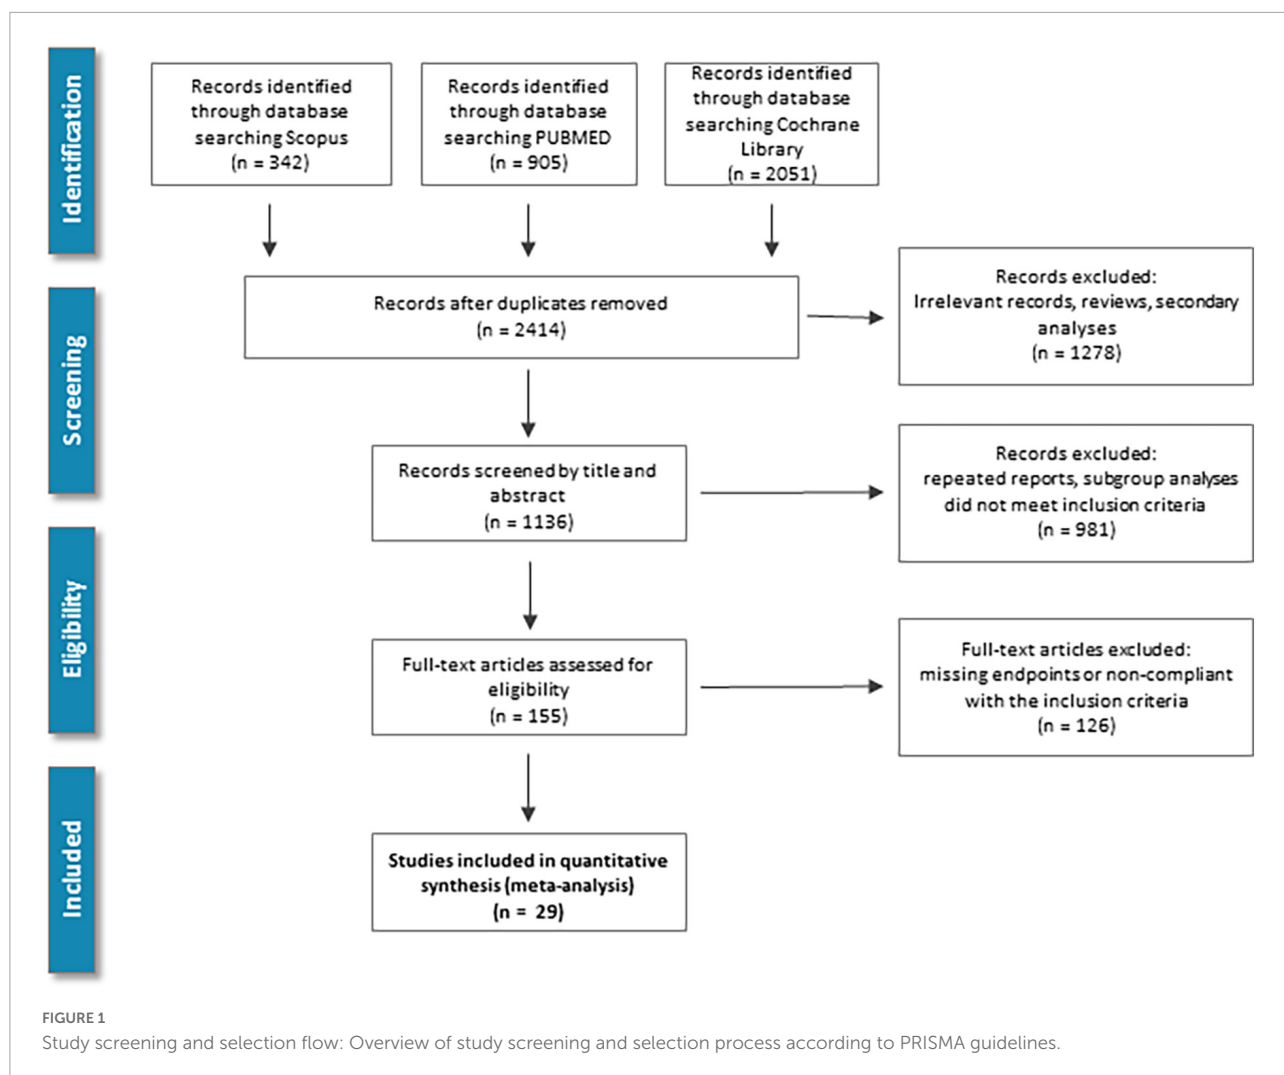 Identification
Records identified
through database
searching Scopus
(n = 342)
Records identified
through database
searching PUBMED
(n = 905)
Records identified
through database
searching Cochrane
Library
(n = 2051)
Records after duplicates removed
(n = 2414)
Records excluded:
Irrelevant records, reviews, secondary
analyses
(n = 1278)
Screening
Records screened by title and
abstract
(n = 1136)
Records excluded:
repeated reports, subgroup analyses
did not meet inclusion criteria
(n = 981)
Eligibility
Full-text articles assessed for
eligibility
(n = 155)
Full-text articles excluded:
missing endpoints or non-compliant
with the inclusion criteria
(n = 126)
Included
Studies included in quantitative
synthesis (meta-analysis)
(n = 29)
FIGURE 1
Study screening and selection flow: Overview of study screening and selection process according to PRISMA guidelines.